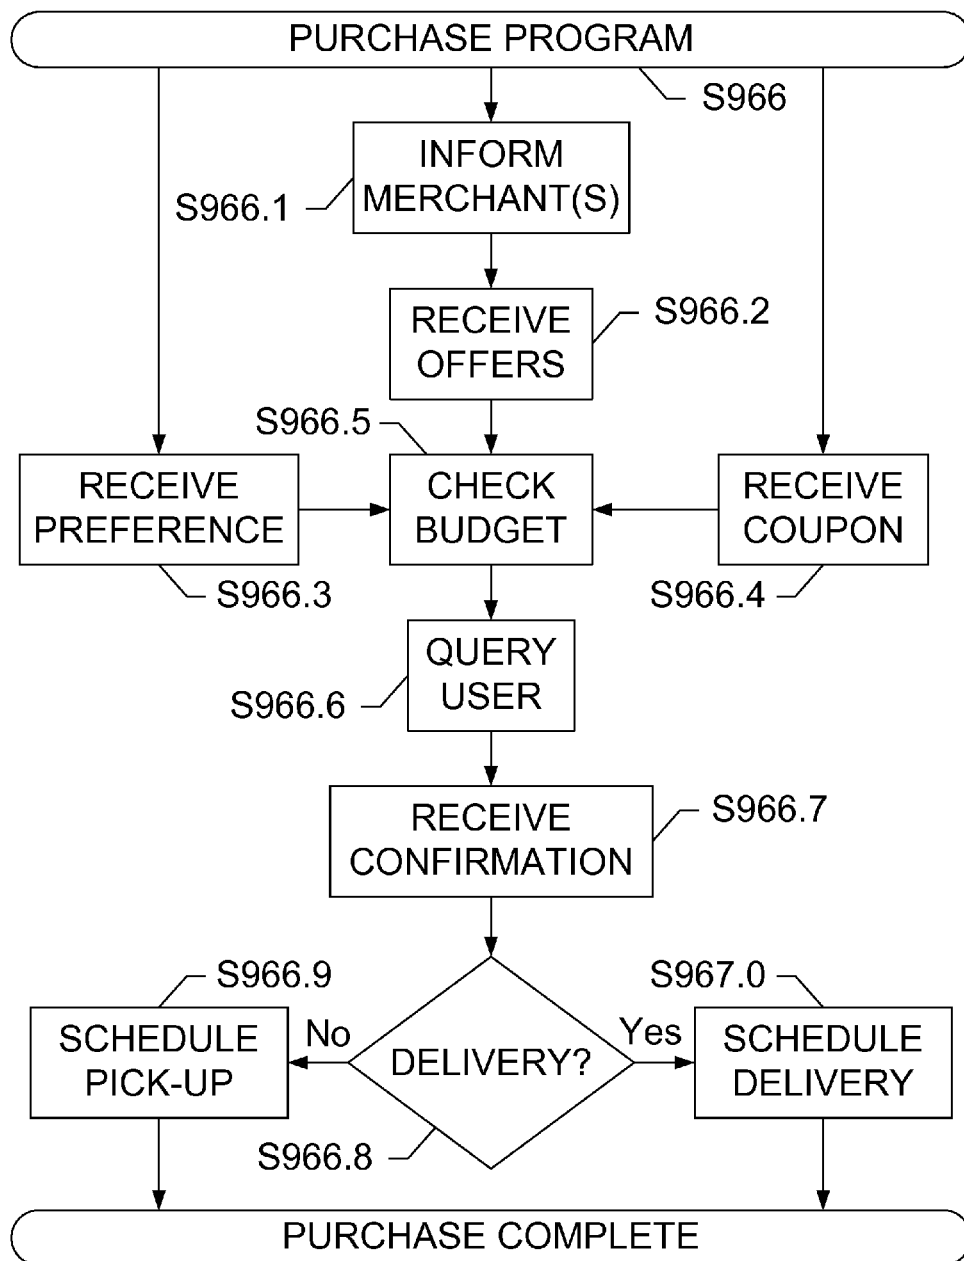 PURCHASE PROGRAM
S966
INFORM
MERCHANT(S)
S966.1
RECEIVE
OFFERS
S966.2
S966.5
RECEIVE
PREFERENCE
CHECK
BUDGET
RECEIVE
COUPON
S966.3
S966.4
QUERY
USER
S966.6
RECEIVE
CONFIRMATION
S966.7
S966.9
S967.0
SCHEDULE
PICK-UP
No
DELIVERY?
Yes
SCHEDULE
DELIVERY
S966.8
PURCHASE COMPLETE